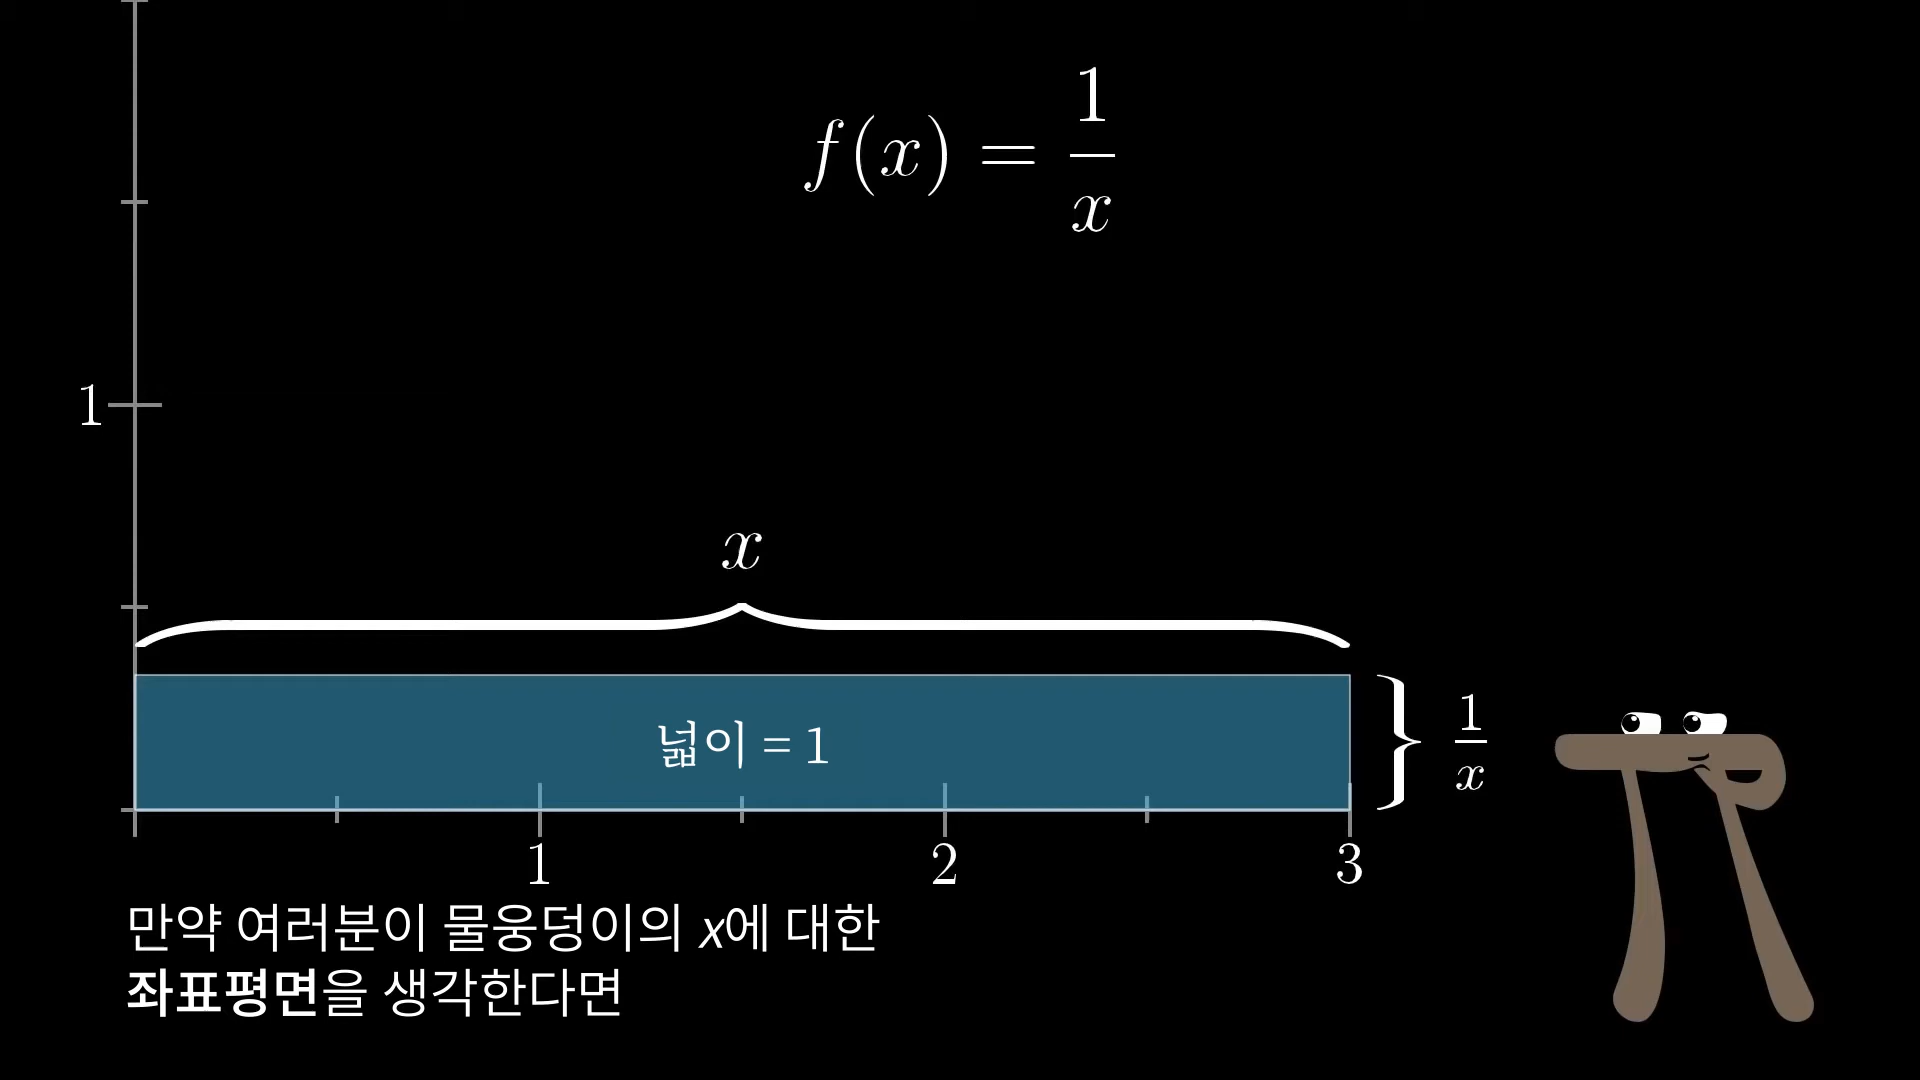 f(x) = 1/x
1
x
넓이 = 1
1/x
1 2 3
만약 여러분이 물웅덩이의 x에 대한
좌표평면을 생각한다면